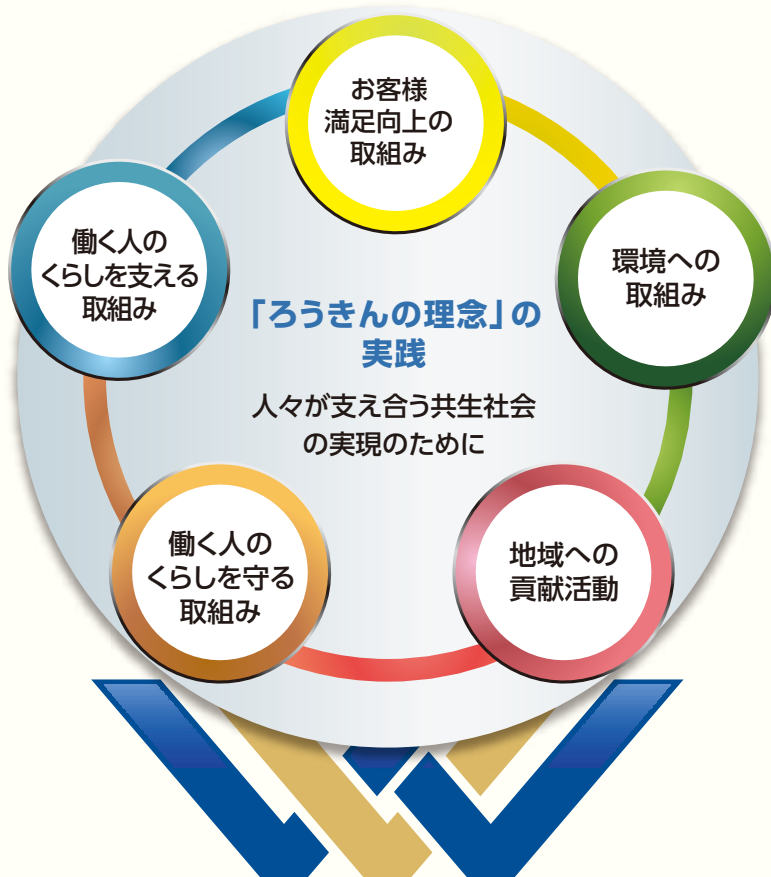 お客様
満足向上の
取組み
働く人の
くらしを支える
取組み
環境への
取組み
「ろうきんの理念」の
実践
人々が支え合う共生社会
の実現のために
働く人の
くらしを守る
取組み
地域への
貢献活動